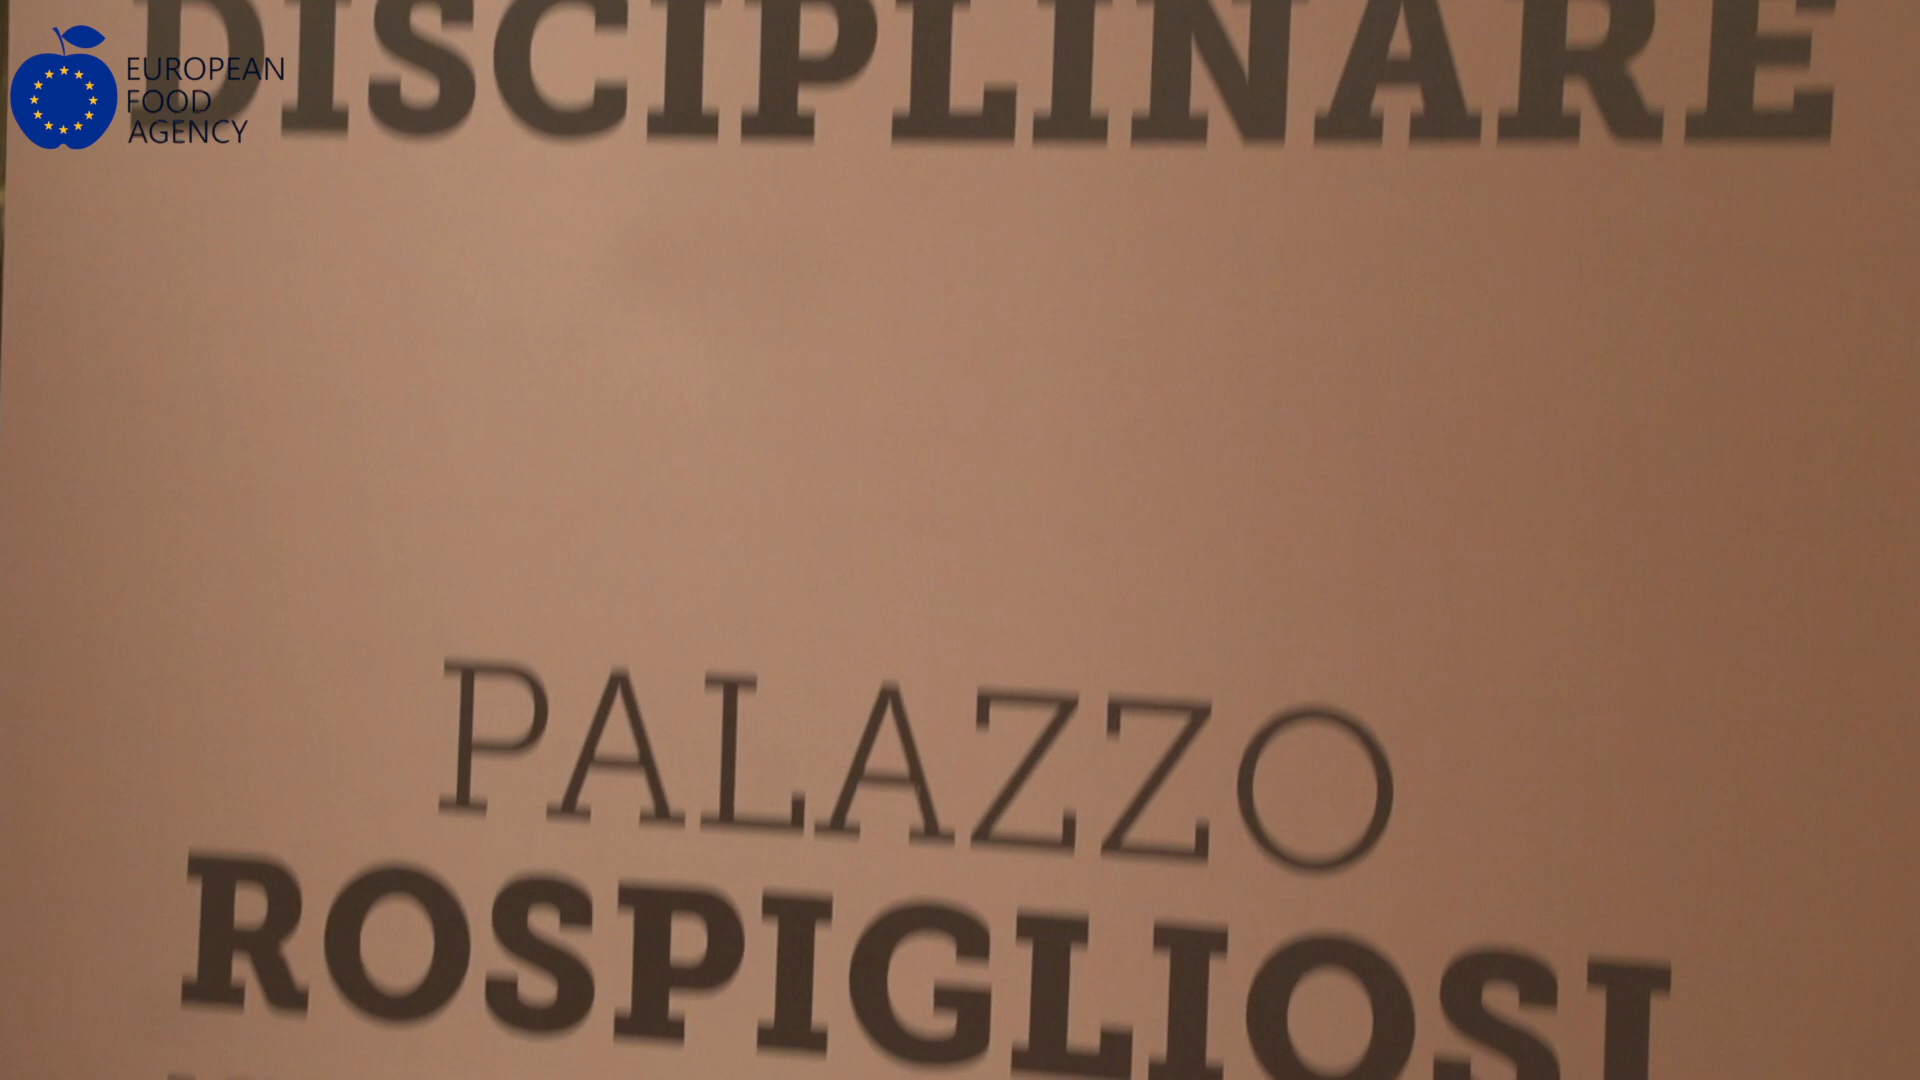 DISCIPLINARE
EUROPEAN
FOOD
AGENCY
PALAZZO
ROSPIGLIOSI